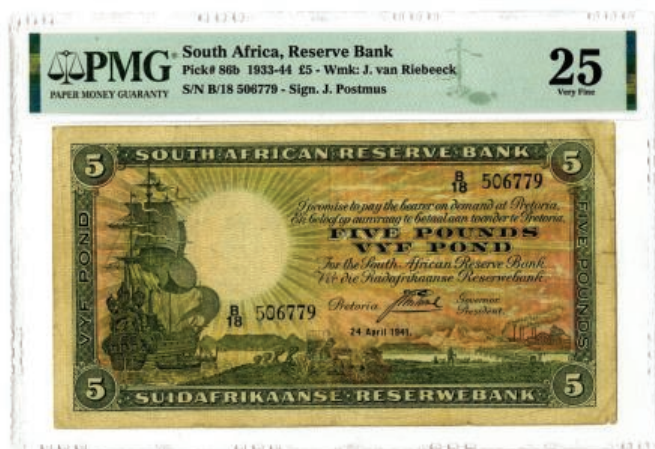 PMG
PAPER MONEY GUARANTY
South Africa, Reserve Bank
Pick# 86b 1933-44 £5 - Wmk: J. van Riebeeck
S/N B/18 506779 - Sign. J. Postmus
25
Very Fine
5 SOUTH AFRICAN RESERVE BANK 5
B/18 506779
I promise to pay the bearer on demand at Pretoria.
Ek beloof op aanvraag te betaal aan toonder te Pretoria.
FIVE POUNDS
VYF POND
For the South African Reserve Bank
Vir die Suidafrikaanse Reserwebank
B/18 506779
Pretoria. Governor
President.
24 April 1941.
VYF POND
FIVE POUNDS
5 SUIDAFRIKAANSE RESERWEBANK 5